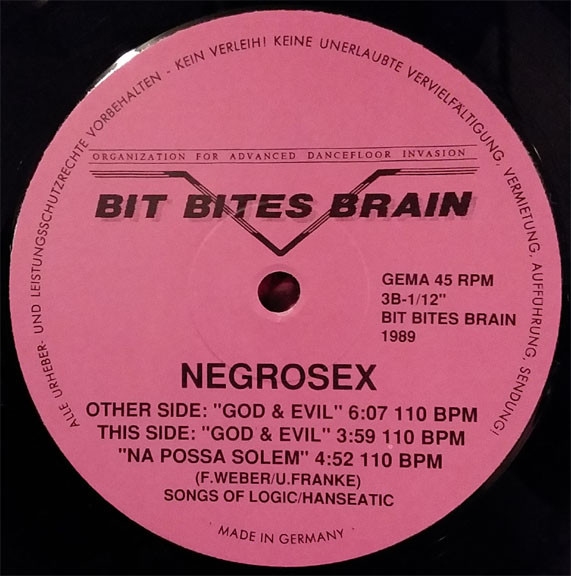 ALLE URHEBER- UND LEISTUNGSSCHUTZRECHTE VORBEHALTEN - KEIN VERLEIH! KEINE UNERLAUBTE VERVIELFÄLTIGUNG, VERMIETUNG, AUFFÜHRUNG, SENDUNG!
ORGANIZATION FOR ADVANCED DANCEFLOOR INVASION
BIT BITES BRAIN
GEMA 45 RPM
3B-1/12"
BIT BITES BRAIN
1989
NEGROSEX
OTHER SIDE: "GOD & EVIL" 6:07 110 BPM
THIS SIDE: "GOD & EVIL" 3:59 110 BPM
"NA POSSA SOLEM" 4:52 110 BPM
(F.WEBER/U.FRANKE)
SONGS OF LOGIC/HANSEATIC
MADE IN GERMANY